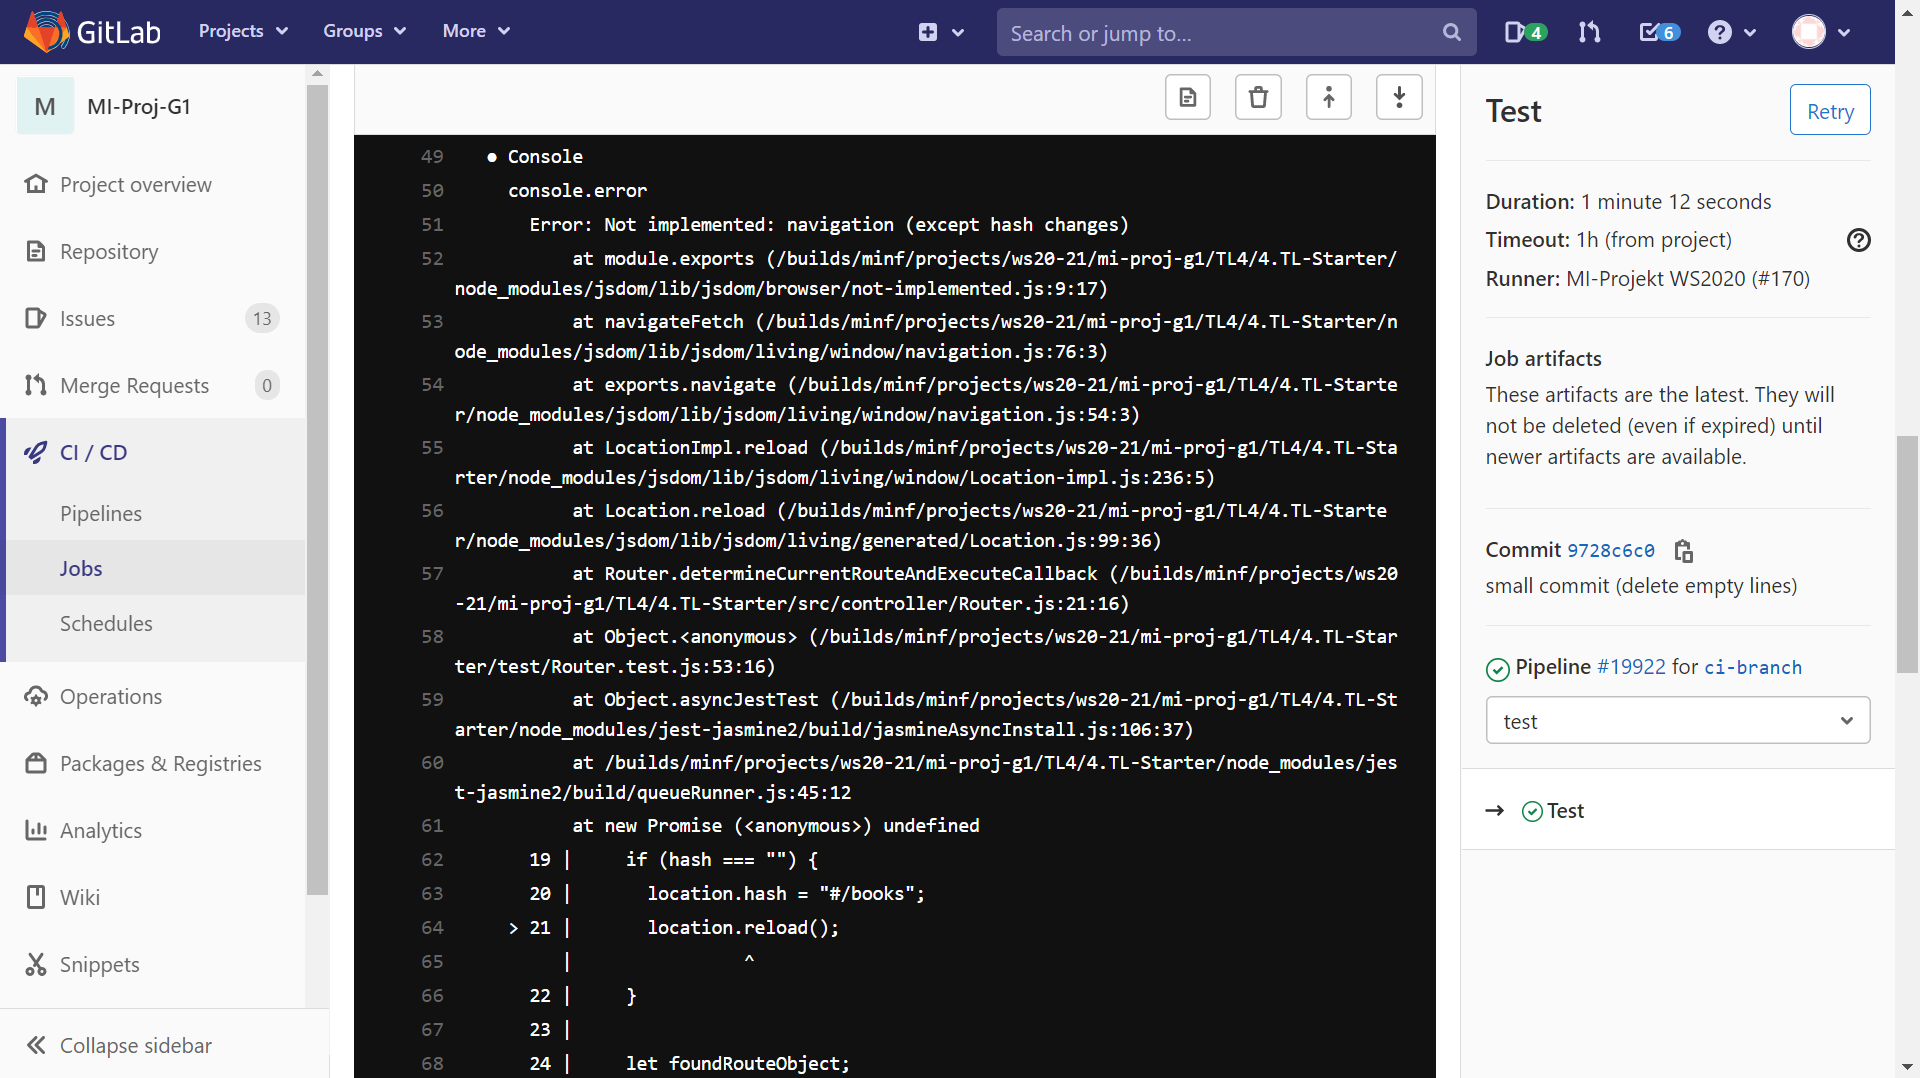 GitLab
Projects
Groups
More
Search or jump to...
4
6
M
MI-Proj-G1
Project overview
Repository
Issues
13
Merge Requests
0
CI / CD
Pipelines
Jobs
Schedules
Operations
Packages & Registries
Analytics
Wiki
Snippets
Collapse sidebar
49 ● Console
50 console.error
51 Error: Not implemented: navigation (except hash changes)
52 at module.exports (/builds/minf/projects/ws20-21/mi-proj-g1/TL4/4.TL-Starter/
node_modules/jsdom/lib/jsdom/browser/not-implemented.js:9:17)
53 at navigateFetch (/builds/minf/projects/ws20-21/mi-proj-g1/TL4/4.TL-Starter/n
ode_modules/jsdom/lib/jsdom/living/window/navigation.js:76:3)
54 at exports.navigate (/builds/minf/projects/ws20-21/mi-proj-g1/TL4/4.TL-Starte
r/node_modules/jsdom/lib/jsdom/living/window/navigation.js:54:3)
55 at LocationImpl.reload (/builds/minf/projects/ws20-21/mi-proj-g1/TL4/4.TL-Sta
rter/node_modules/jsdom/lib/jsdom/living/window/Location-impl.js:236:5)
56 at Location.reload (/builds/minf/projects/ws20-21/mi-proj-g1/TL4/4.TL-Starte
r/node_modules/jsdom/lib/jsdom/living/generated/Location.js:99:36)
57 at Router.determineCurrentRouteAndExecuteCallback (/builds/minf/projects/ws20
-21/mi-proj-g1/TL4/4.TL-Starter/src/controller/Router.js:21:16)
58 at Object.<anonymous> (/builds/minf/projects/ws20-21/mi-proj-g1/TL4/4.TL-Star
ter/test/Router.test.js:53:16)
59 at Object.asyncJestTest (/builds/minf/projects/ws20-21/mi-proj-g1/TL4/4.TL-St
arter/node_modules/jest-jasmine2/build/jasmineAsyncInstall.js:106:37)
60 at /builds/minf/projects/ws20-21/mi-proj-g1/TL4/4.TL-Starter/node_modules/jes
t-jasmine2/build/queueRunner.js:45:12
61 at new Promise (<anonymous>) undefined
62 19 | if (hash === "") {
63 20 | location.hash = "#/books";
64 > 21 | location.reload();
65 | ^
66 22 | }
67 23 |
68 24 | let foundRouteObject;
Test
Retry
Duration: 1 minute 12 seconds
Timeout: 1h (from project)
Runner: MI-Projekt WS2020 (#170)
Job artifacts
These artifacts are the latest. They will
not be deleted (even if expired) until
newer artifacts are available.
Commit 9728c6c0
small commit (delete empty lines)
Pipeline #19922 for ci-branch
test
→ Test